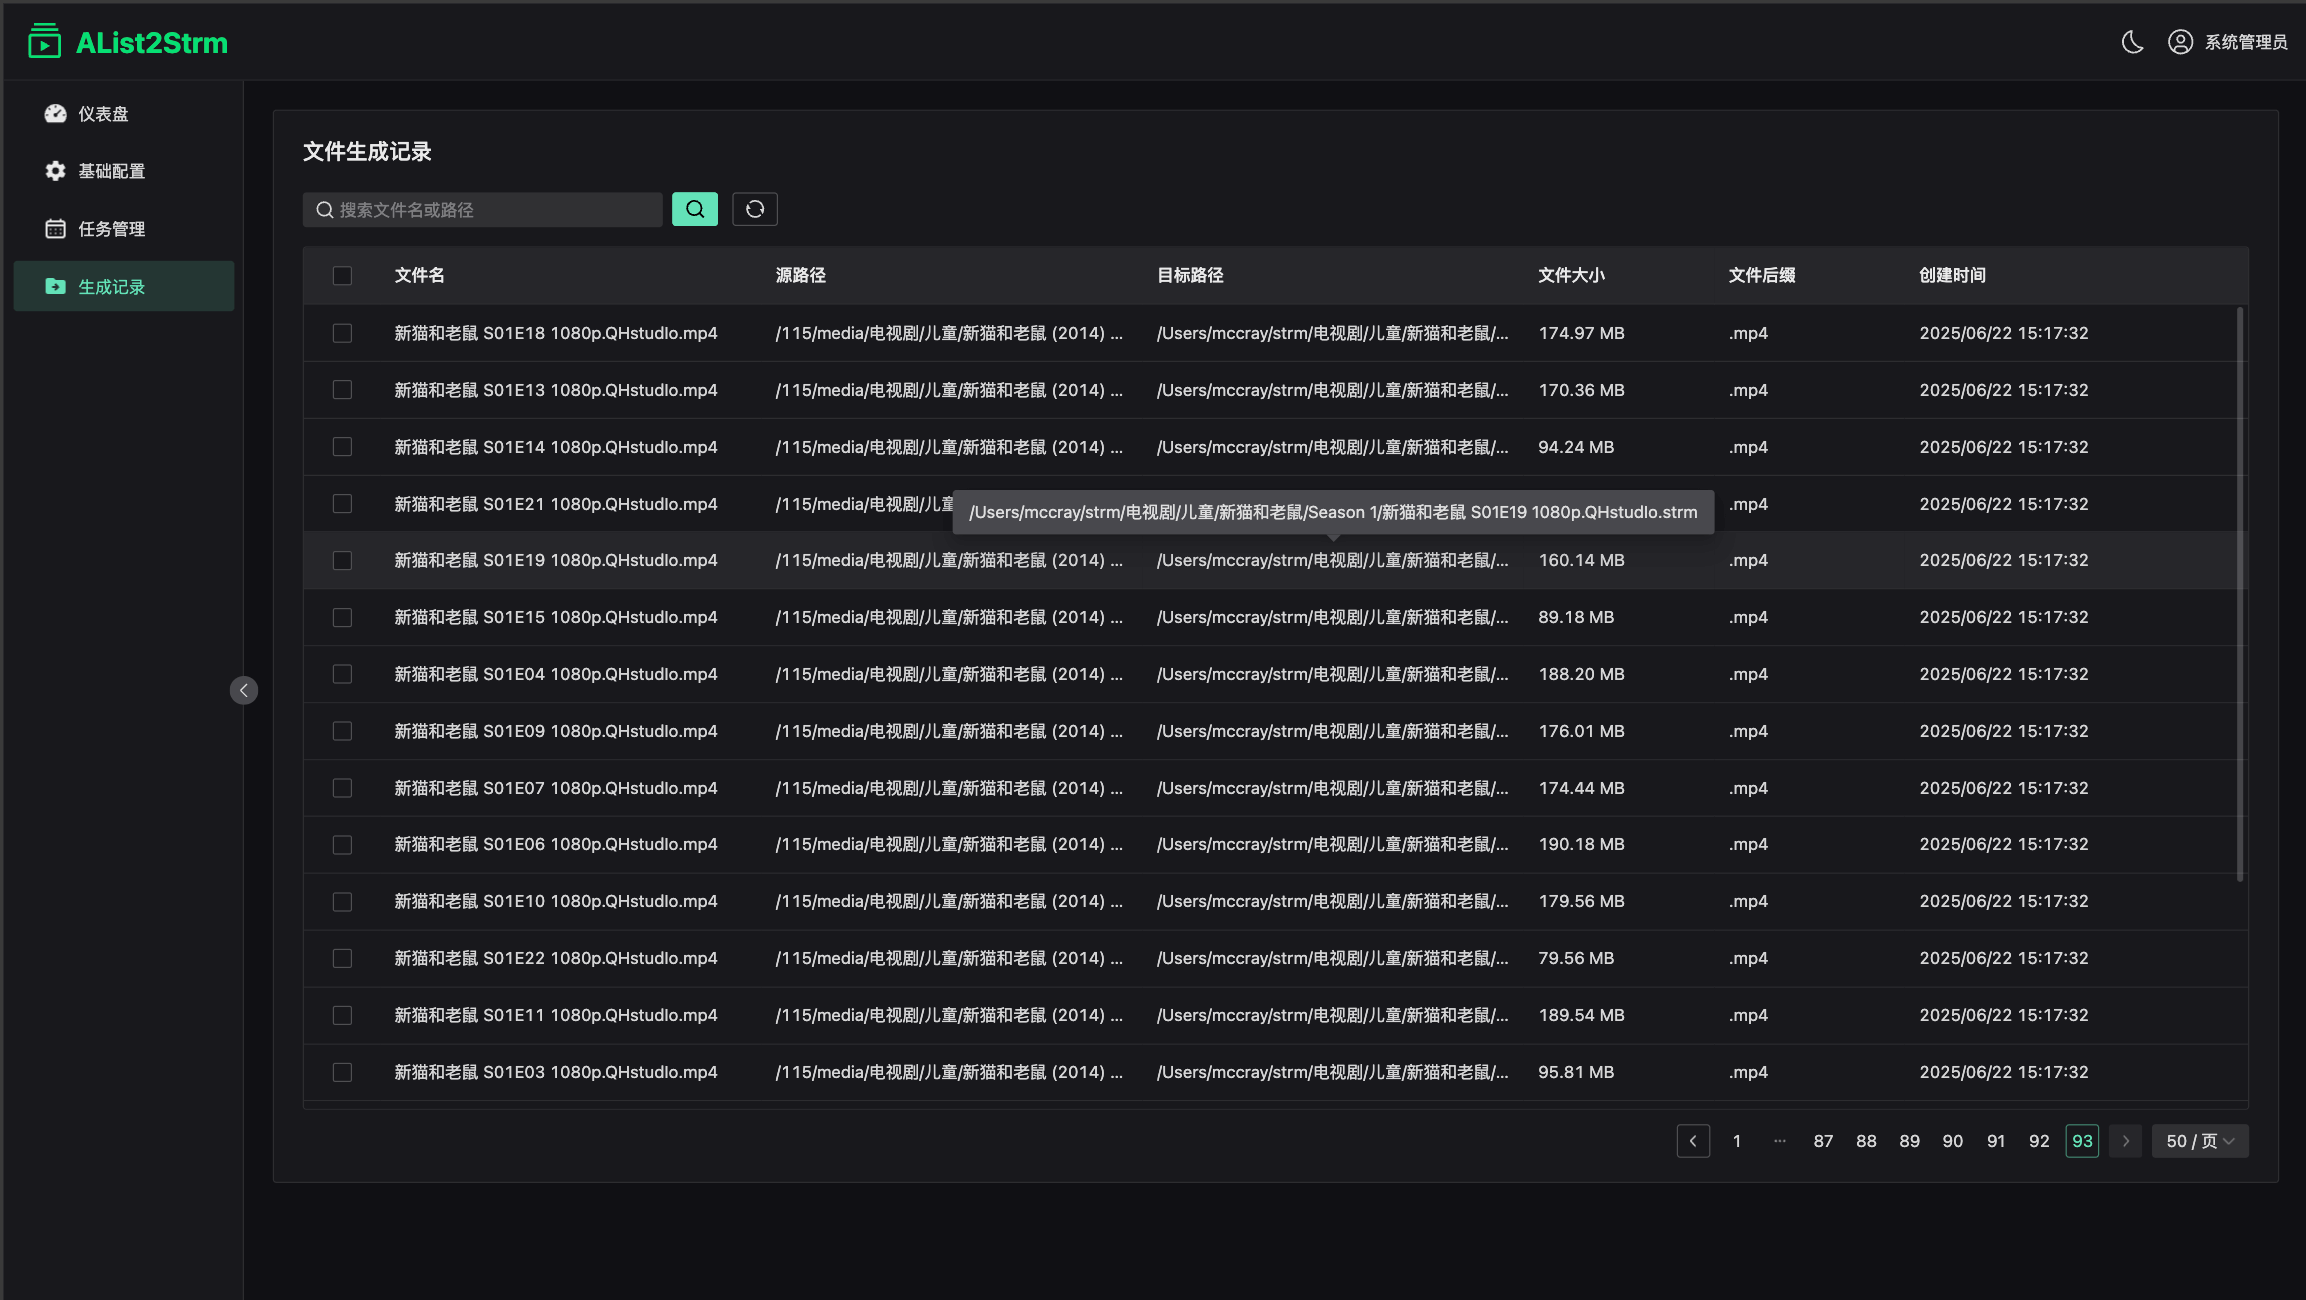 AList2Strm
系统管理员
仪表盘
基础配置
任务管理
生成记录
文件生成记录
搜索文件名或路径
文件名 源路径 目标路径 文件大小 文件后缀 创建时间
新猫和老鼠 S01E18 1080p.QHstudIo.mp4 /115/media/电视剧/儿童/新猫和老鼠 (2014) ... /Users/mccray/strm/电视剧/儿童/新猫和老鼠/... 174.97 MB .mp4 2025/06/22 15:17:32
新猫和老鼠 S01E13 1080p.QHstudIo.mp4 /115/media/电视剧/儿童/新猫和老鼠 (2014) ... /Users/mccray/strm/电视剧/儿童/新猫和老鼠/... 170.36 MB .mp4 2025/06/22 15:17:32
新猫和老鼠 S01E14 1080p.QHstudIo.mp4 /115/media/电视剧/儿童/新猫和老鼠 (2014) ... /Users/mccray/strm/电视剧/儿童/新猫和老鼠/... 94.24 MB .mp4 2025/06/22 15:17:32
新猫和老鼠 S01E21 1080p.QHstudIo.mp4 /115/media/电视剧/儿童 .mp4 2025/06/22 15:17:32
/Users/mccray/strm/电视剧/儿童/新猫和老鼠/Season 1/新猫和老鼠 S01E19 1080p.QHstudIo.strm
新猫和老鼠 S01E19 1080p.QHstudIo.mp4 /115/media/电视剧/儿童/新猫和老鼠 (2014) ... /Users/mccray/strm/电视剧/儿童/新猫和老鼠/... 160.14 MB .mp4 2025/06/22 15:17:32
新猫和老鼠 S01E15 1080p.QHstudIo.mp4 /115/media/电视剧/儿童/新猫和老鼠 (2014) ... /Users/mccray/strm/电视剧/儿童/新猫和老鼠/... 89.18 MB .mp4 2025/06/22 15:17:32
新猫和老鼠 S01E04 1080p.QHstudIo.mp4 /115/media/电视剧/儿童/新猫和老鼠 (2014) ... /Users/mccray/strm/电视剧/儿童/新猫和老鼠/... 188.20 MB .mp4 2025/06/22 15:17:32
新猫和老鼠 S01E09 1080p.QHstudIo.mp4 /115/media/电视剧/儿童/新猫和老鼠 (2014) ... /Users/mccray/strm/电视剧/儿童/新猫和老鼠/... 176.01 MB .mp4 2025/06/22 15:17:32
新猫和老鼠 S01E07 1080p.QHstudIo.mp4 /115/media/电视剧/儿童/新猫和老鼠 (2014) ... /Users/mccray/strm/电视剧/儿童/新猫和老鼠/... 174.44 MB .mp4 2025/06/22 15:17:32
新猫和老鼠 S01E06 1080p.QHstudIo.mp4 /115/media/电视剧/儿童/新猫和老鼠 (2014) ... /Users/mccray/strm/电视剧/儿童/新猫和老鼠/... 190.18 MB .mp4 2025/06/22 15:17:32
新猫和老鼠 S01E10 1080p.QHstudIo.mp4 /115/media/电视剧/儿童/新猫和老鼠 (2014) ... /Users/mccray/strm/电视剧/儿童/新猫和老鼠/... 179.56 MB .mp4 2025/06/22 15:17:32
新猫和老鼠 S01E22 1080p.QHstudIo.mp4 /115/media/电视剧/儿童/新猫和老鼠 (2014) ... /Users/mccray/strm/电视剧/儿童/新猫和老鼠/... 79.56 MB .mp4 2025/06/22 15:17:32
新猫和老鼠 S01E11 1080p.QHstudIo.mp4 /115/media/电视剧/儿童/新猫和老鼠 (2014) ... /Users/mccray/strm/电视剧/儿童/新猫和老鼠/... 189.54 MB .mp4 2025/06/22 15:17:32
新猫和老鼠 S01E03 1080p.QHstudIo.mp4 /115/media/电视剧/儿童/新猫和老鼠 (2014) ... /Users/mccray/strm/电视剧/儿童/新猫和老鼠/... 95.81 MB .mp4 2025/06/22 15:17:32
1 ... 87 88 89 90 91 92 93 50 / 页